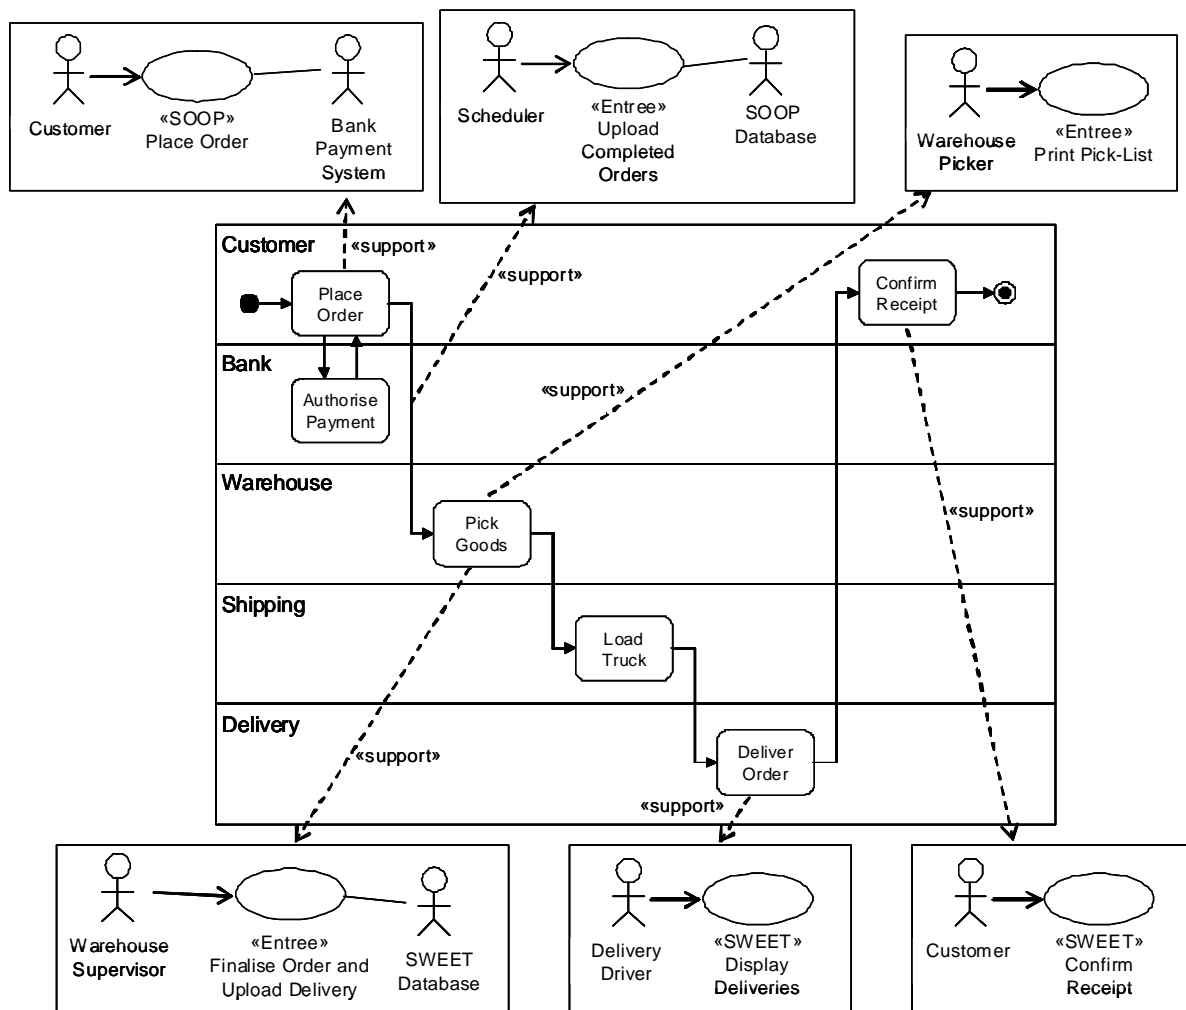 Customer
«SOOP»
Place Order
Bank
Payment
System
Scheduler
«Entree»
Upload
Completed
Orders
SOOP
Database
Warehouse
Picker
«Entree»
Print Pick-List
Customer
«support»
«support»
Place
Order
Confirm
Receipt
Bank
Authorise
Payment
«support»
Warehouse
Pick
Goods
«support»
Shipping
Load
Truck
Delivery
«support»
Deliver
Order
«support»
Warehouse
Supervisor
«Entree»
Finalise Order and
Upload Delivery
SWEET
Database
Delivery
Driver
«SWEET»
Display
Deliveries
Customer
«SWEET»
Confirm
Receipt